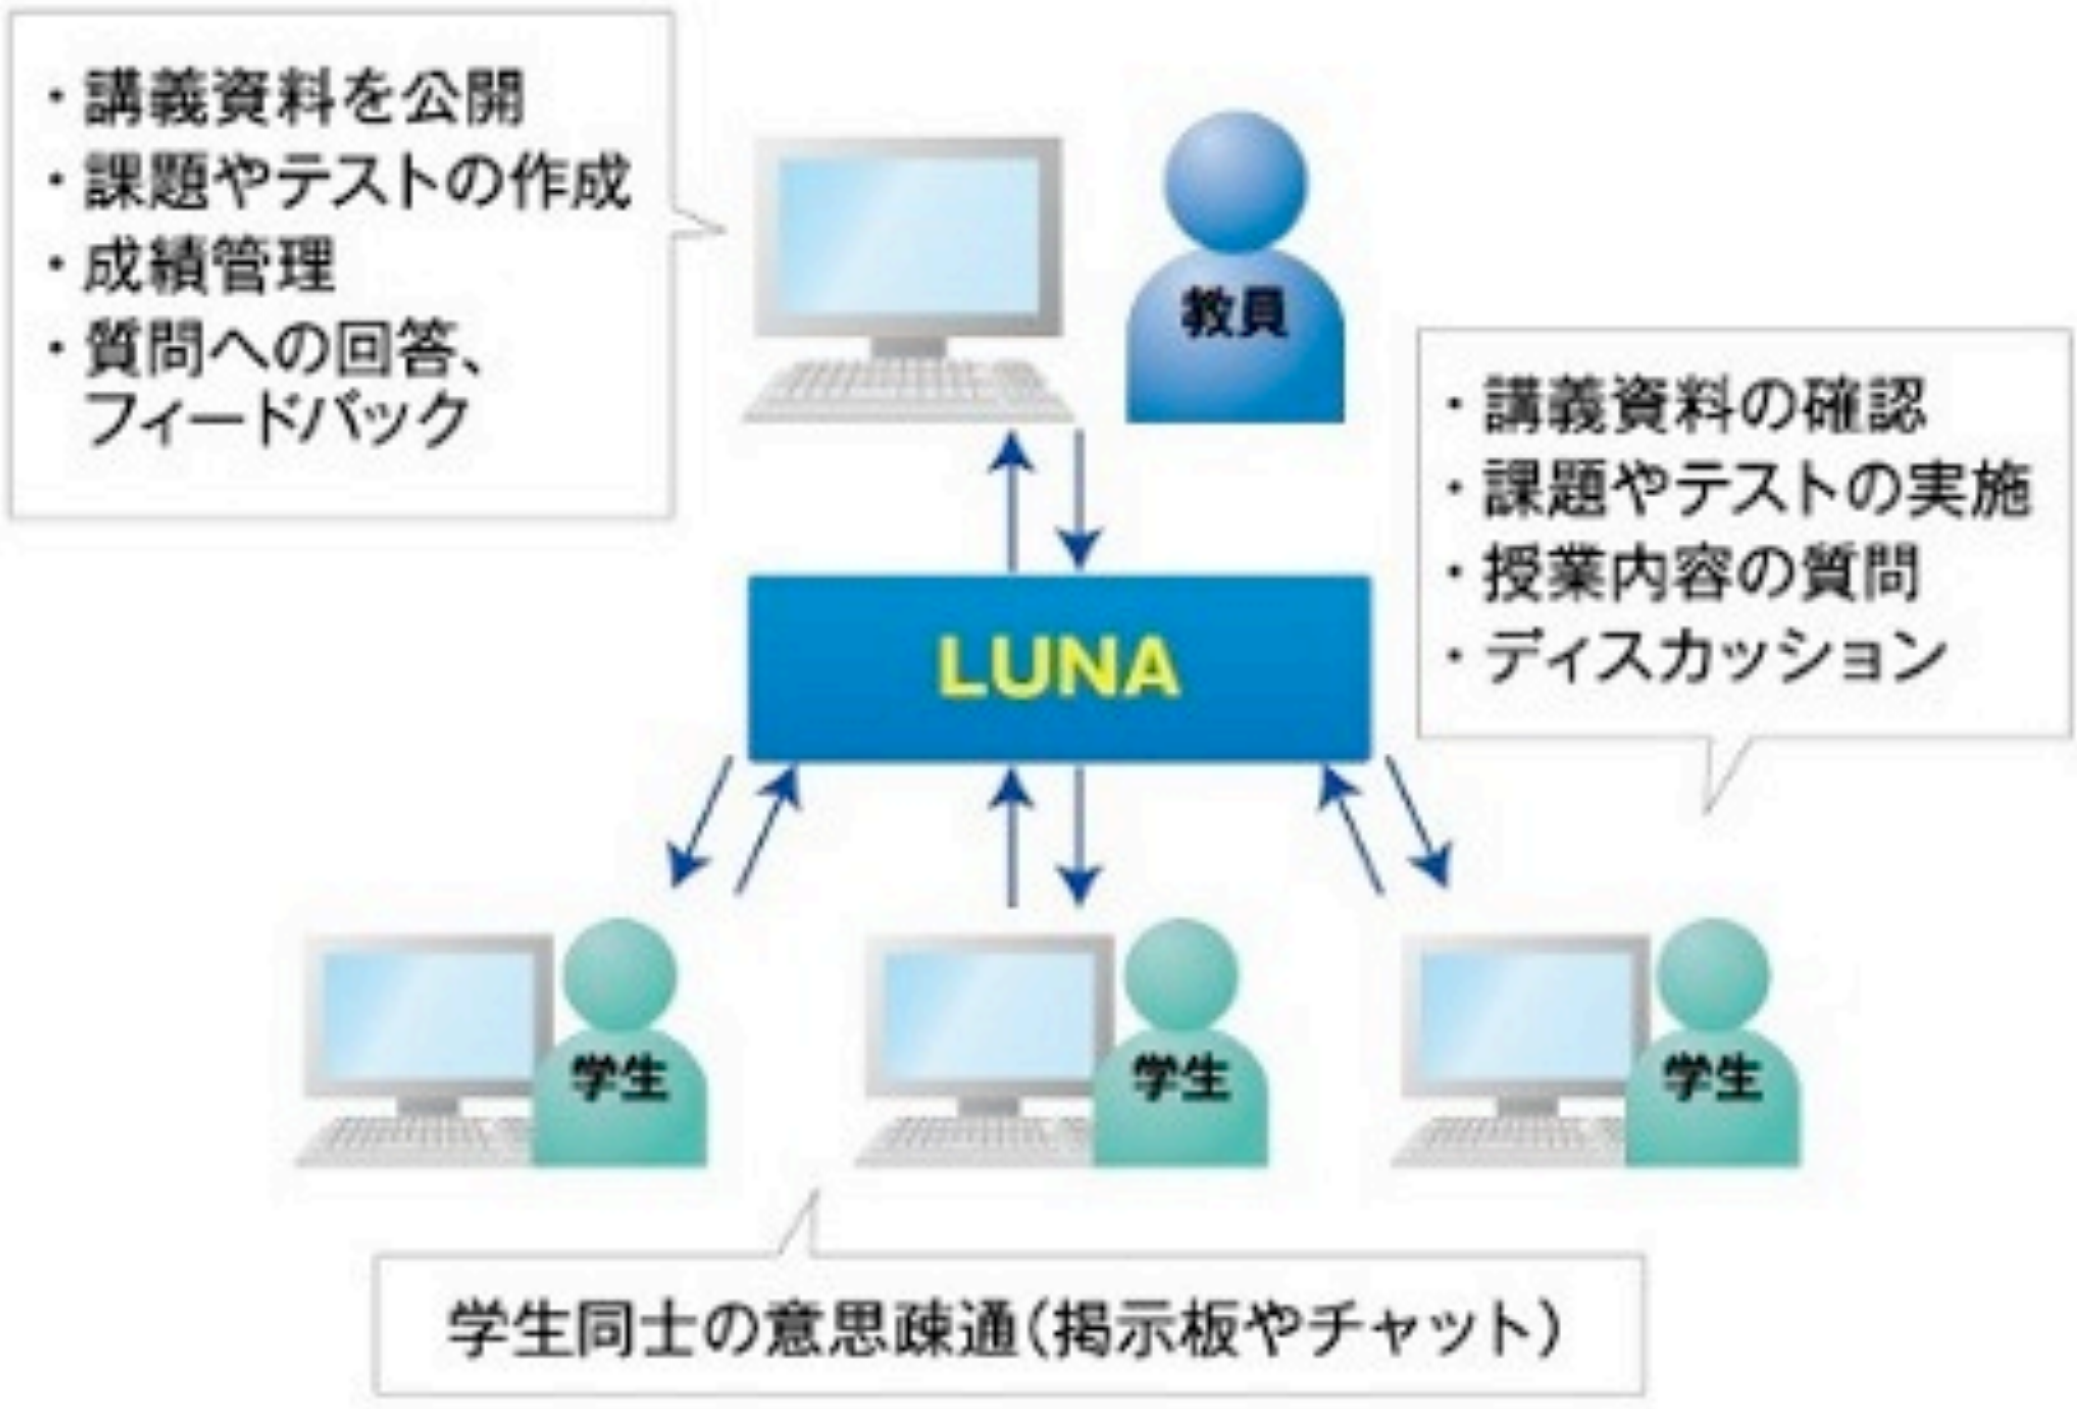 ・講義資料を公開
・課題やテストの作成
・成績管理
・質問への回答、
フィードバック
教員
・講義資料の確認
・課題やテストの実施
・授業内容の質問
・ディスカッション
LUNA
学生
学生
学生
学生同士の意思疎通（掲示板やチャット）